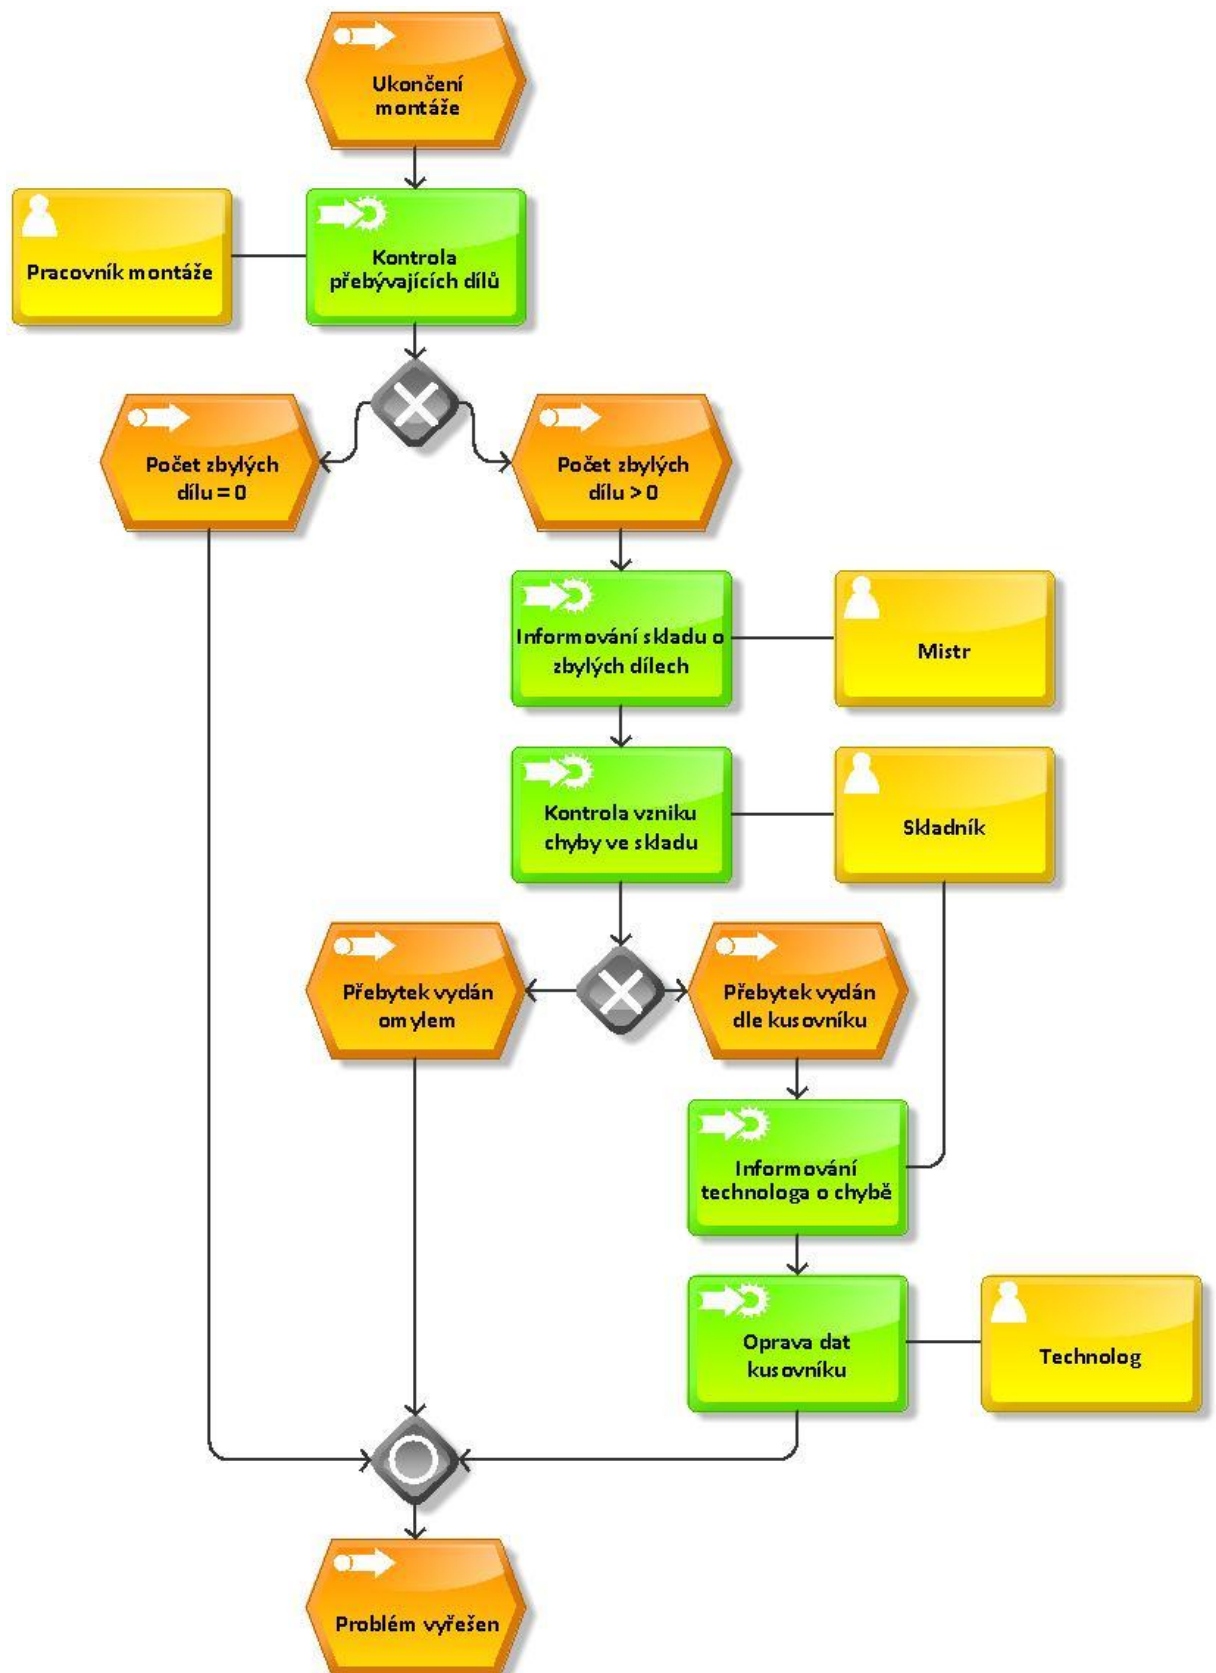 Ukončení
montáže
Pracovník montáže
Kontrola
přebývajících dílů
Počet zbylých
dílu = 0
Počet zbylých
dílu > 0
Informování skladu o
zbylých dílech
Mistr
Kontrola vzniku
chyby ve skladu
Skladník
Přebytek vydán
omylem
Přebytek vydán
dle kusovníku
Informování
technologa o chybě
Oprava dat
kusovníku
Technolog
Problém vyřešen